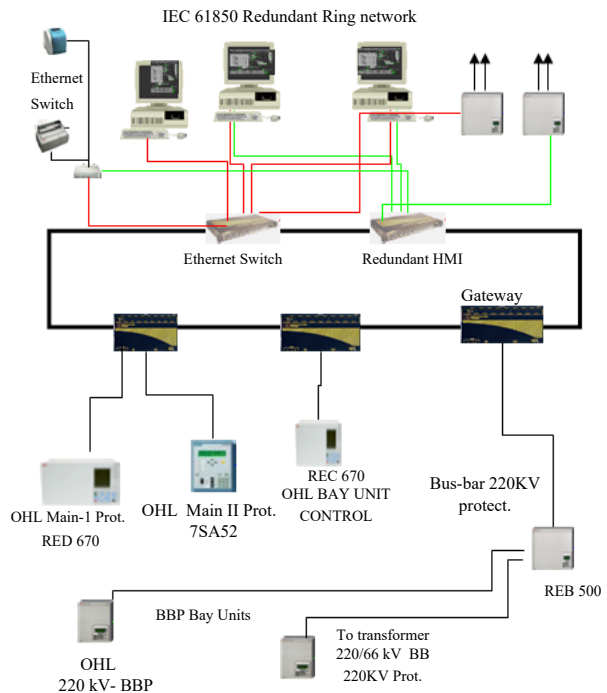 IEC 61850 Redundant Ring network
Ethernet
Switch
Ethernet Switch
Redundant HMI
Gateway
OHL Main-1 Prot.
RED 670
OHL Main II Prot.
7SA52
REC 670
OHL BAY UNIT
CONTROL
Bus-bar 220KV
protect.
REB 500
BBP Bay Units
OHL
220 kV- BBP
To transformer
220/66 kV BB
220KV Prot.